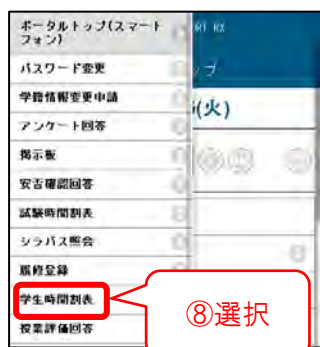 ポータルトップ(スマート
フォン)
パスワード変更
学籍情報変更申請
アンケート回答
掲示板
安否確認回答
試験時間割表
シラバス照会
履修登録
学生時間割表
授業評価回答
RX
ップ
(火)
⑧選択